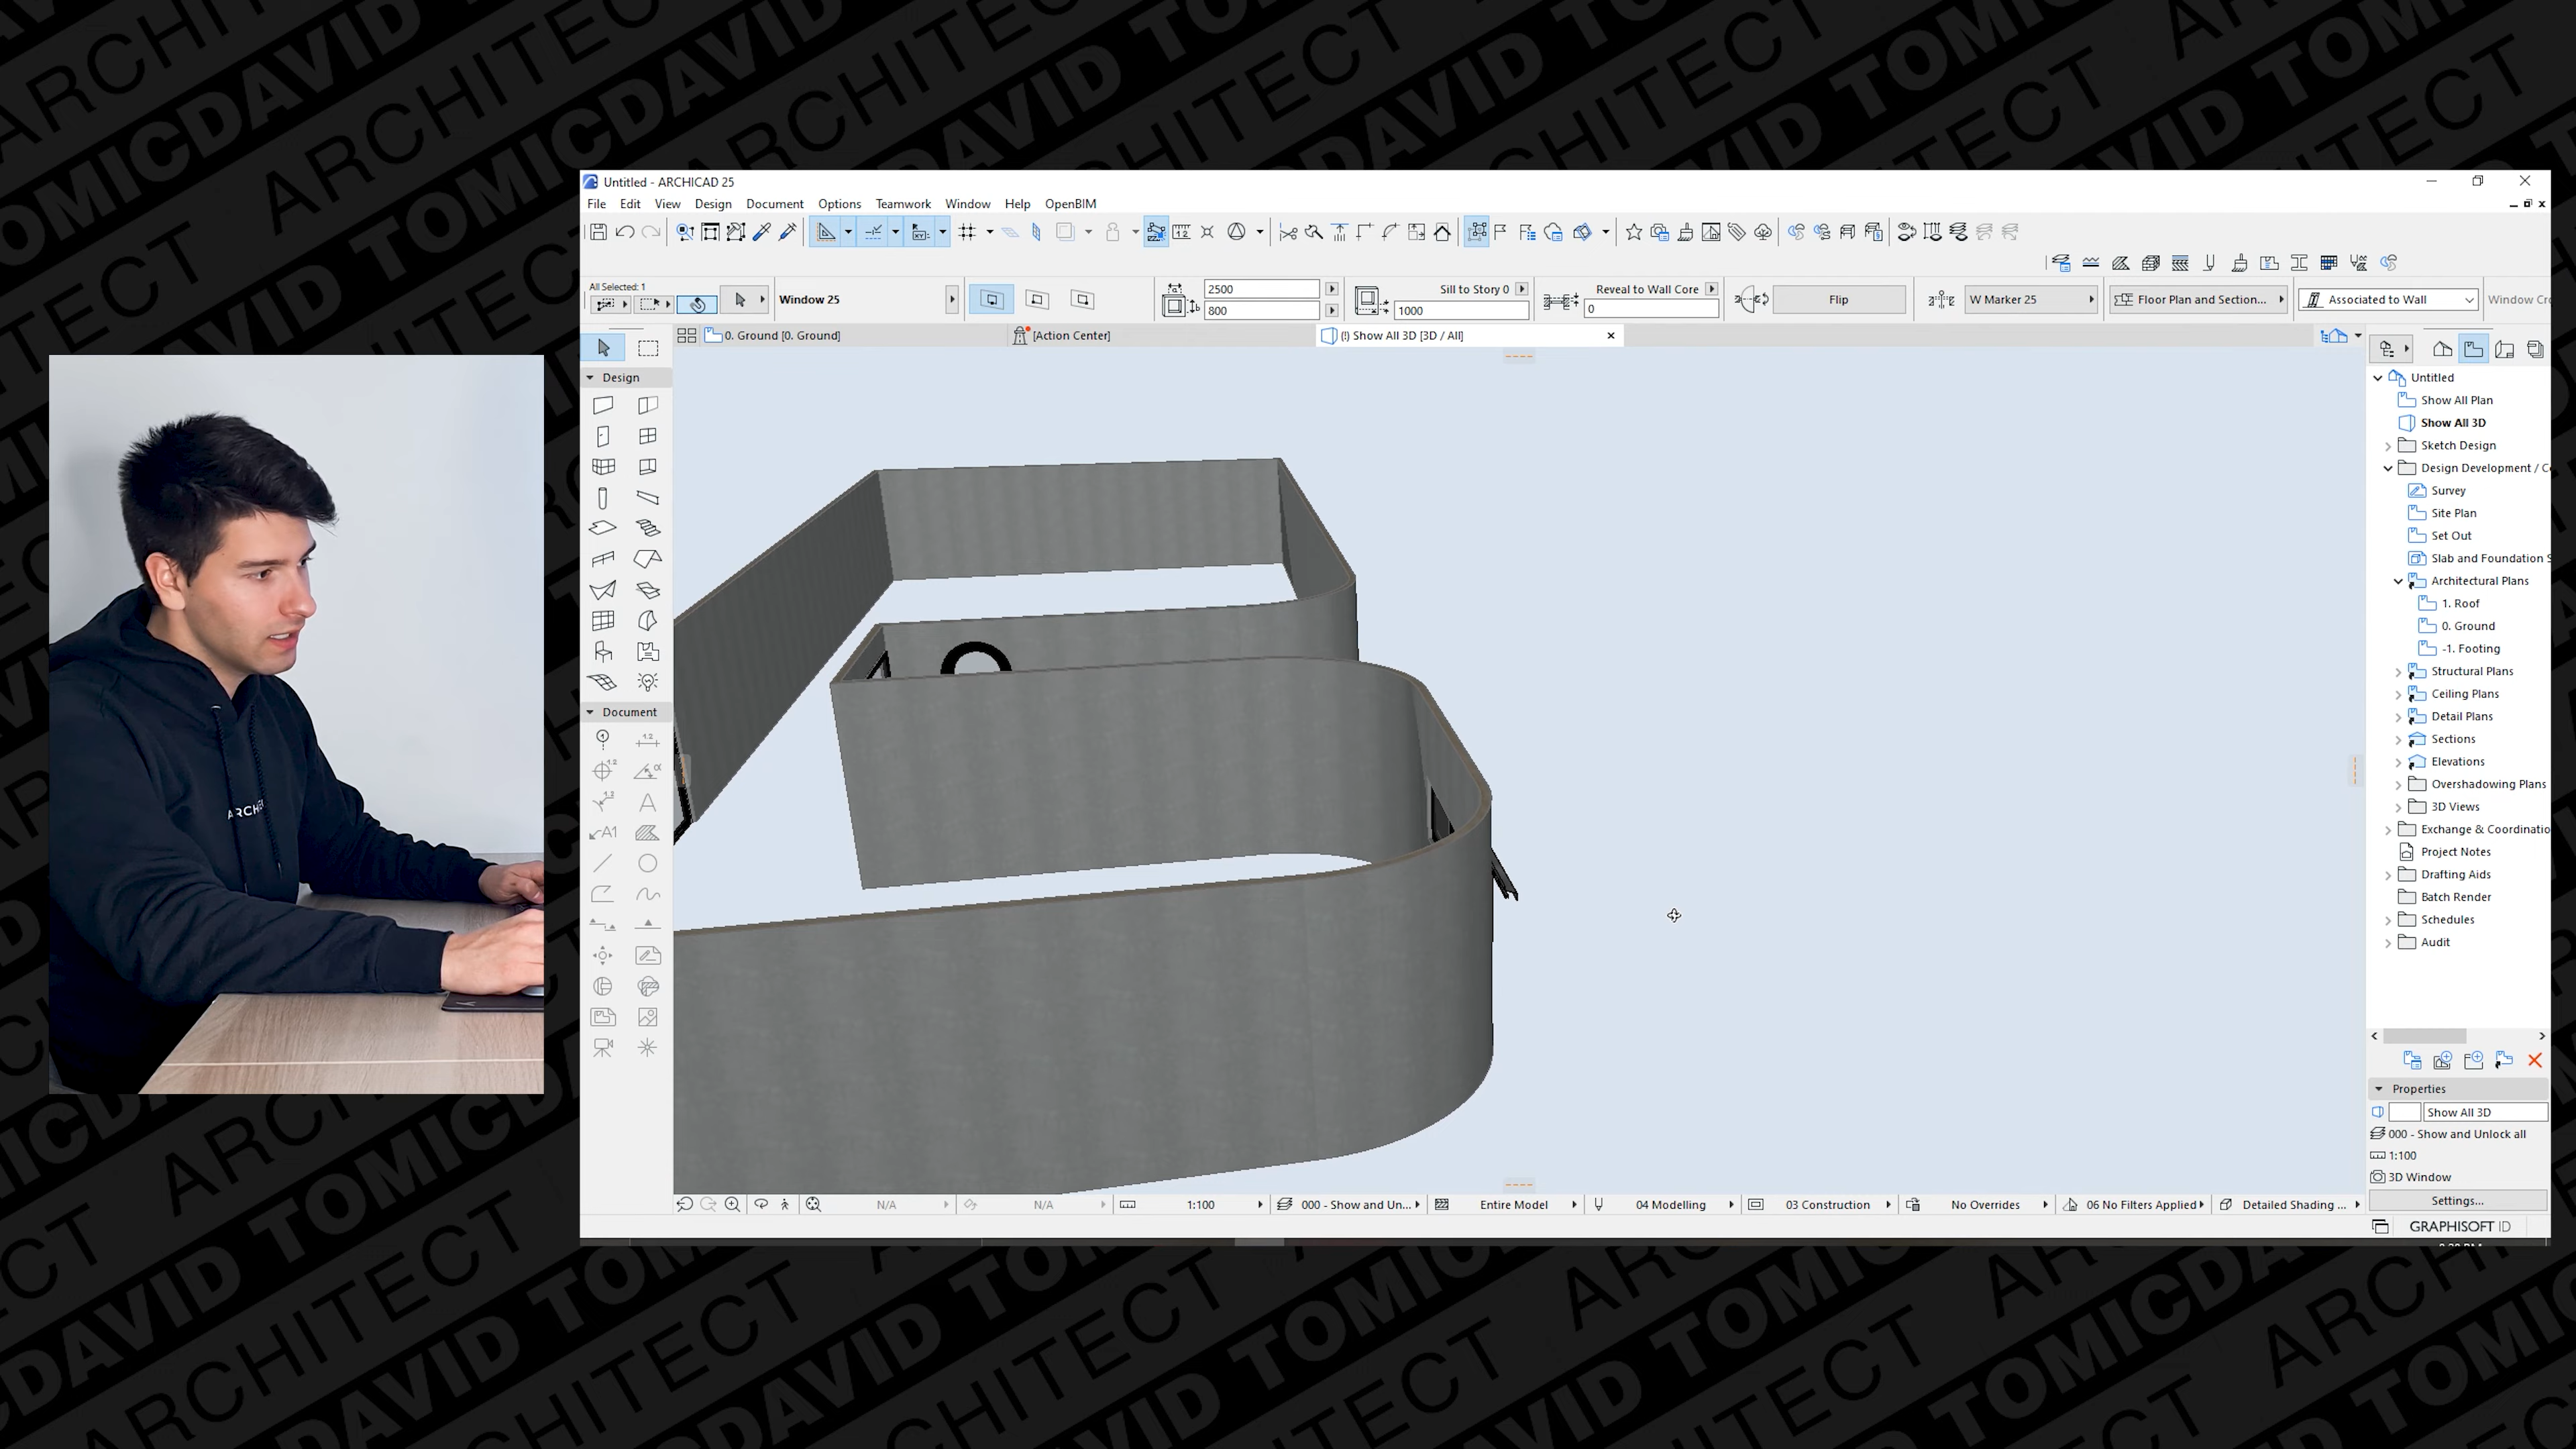 ARCHITECT
DAVID TOMIC
Untitled - ARCHICAD 25
File Edit View Design Document Options Teamwork Window Help OpenBIM
All Selected: 1
Window 25
2500
800
Sill to Story 0
1000
Reveal to Wall Core
0
Flip
W Marker 25
Floor Plan and Section...
Associated to Wall
0. Ground [0. Ground]
[Action Center]
(!) Show All 3D [3D / All]
Design
Document
Untitled
Show All Plan
Show All 3D
Sketch Design
Design Development / C
Survey
Site Plan
Set Out
Slab and Foundation
Architectural Plans
1. Roof
0. Ground
-1. Footing
Structural Plans
Ceiling Plans
Detail Plans
Sections
Elevations
Overshadowing Plans
3D Views
Exchange & Coordinatio
Project Notes
Drafting Aids
Batch Render
Schedules
Audit
Properties
Show All 3D
000 - Show and Unlock all
1:100
3D Window
Settings...
N/A
N/A
1:100
000 - Show and Un...
Entire Model
04 Modelling
03 Construction
No Overrides
06 No Filters Applied
Detailed Shading ...
GRAPHISOFT ID